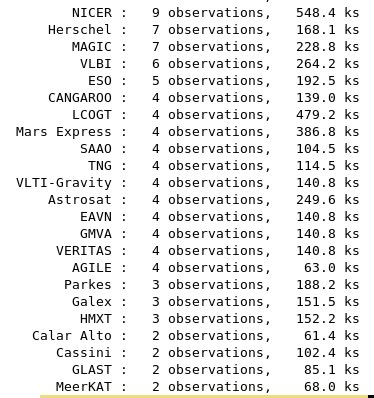 NICER :   9 observations,   548.4 ks
Herschel :   7 observations,   168.1 ks
MAGIC :   7 observations,   228.8 ks
VLBI :   6 observations,   264.2 ks
ESO :   5 observations,   192.5 ks
CANGAROO :   4 observations,   139.0 ks
LCOGT :   4 observations,   479.2 ks
Mars Express :   4 observations,   386.8 ks
SAAO :   4 observations,   104.5 ks
TNG :   4 observations,   114.5 ks
VLTI-Gravity :   4 observations,   140.8 ks
Astrosat :   4 observations,   249.6 ks
EAVN :   4 observations,   140.8 ks
GMVA :   4 observations,   140.8 ks
VERITAS :   4 observations,   140.8 ks
AGILE :   4 observations,    63.0 ks
Parkes :   3 observations,   188.2 ks
Galex :   3 observations,   151.5 ks
HMXT :   3 observations,   152.2 ks
Calar Alto :   2 observations,    61.4 ks
Cassini :   2 observations,   102.4 ks
GLAST :   2 observations,    85.1 ks
MeerKAT :   2 observations,    68.0 ks